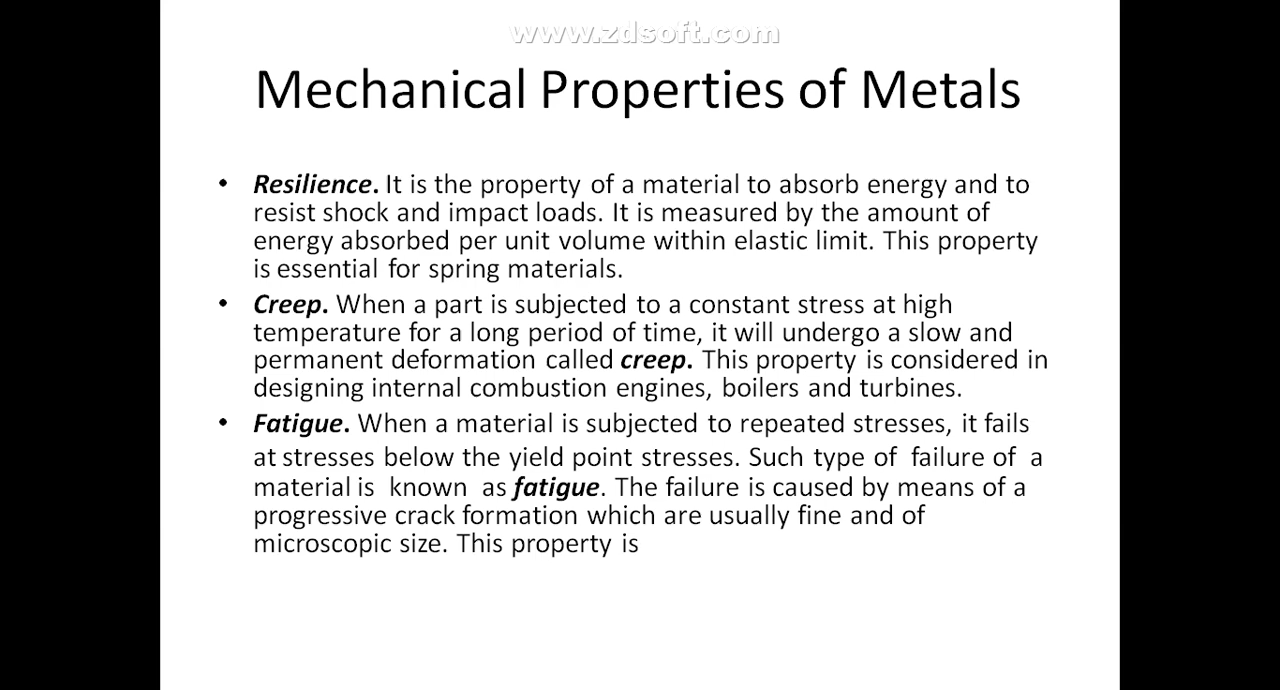 www.zdsoft.com
Mechanical Properties of Metals
• Resilience. It is the property of a material to absorb energy and to
resist shock and impact loads. It is measured by the amount of
energy absorbed per unit volume within elastic limit. This property
is essential for spring materials.
• Creep. When a part is subjected to a constant stress at high
temperature for a long period of time, it will undergo a slow and
permanent deformation called creep. This property is considered in
designing internal combustion engines, boilers and turbines.
• Fatigue. When a material is subjected to repeated stresses, it fails
at stresses below the yield point stresses. Such type of failure of a
material is known as fatigue. The failure is caused by means of a
progressive crack formation which are usually fine and of
microscopic size. This property is